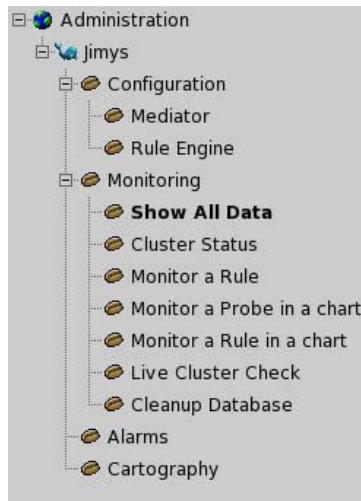 Administration
Jimys
Configuration
Mediator
Rule Engine
Monitoring
Show All Data
Cluster Status
Monitor a Rule
Monitor a Probe in a chart
Monitor a Rule in a chart
Live Cluster Check
Cleanup Database
Alarms
Cartography